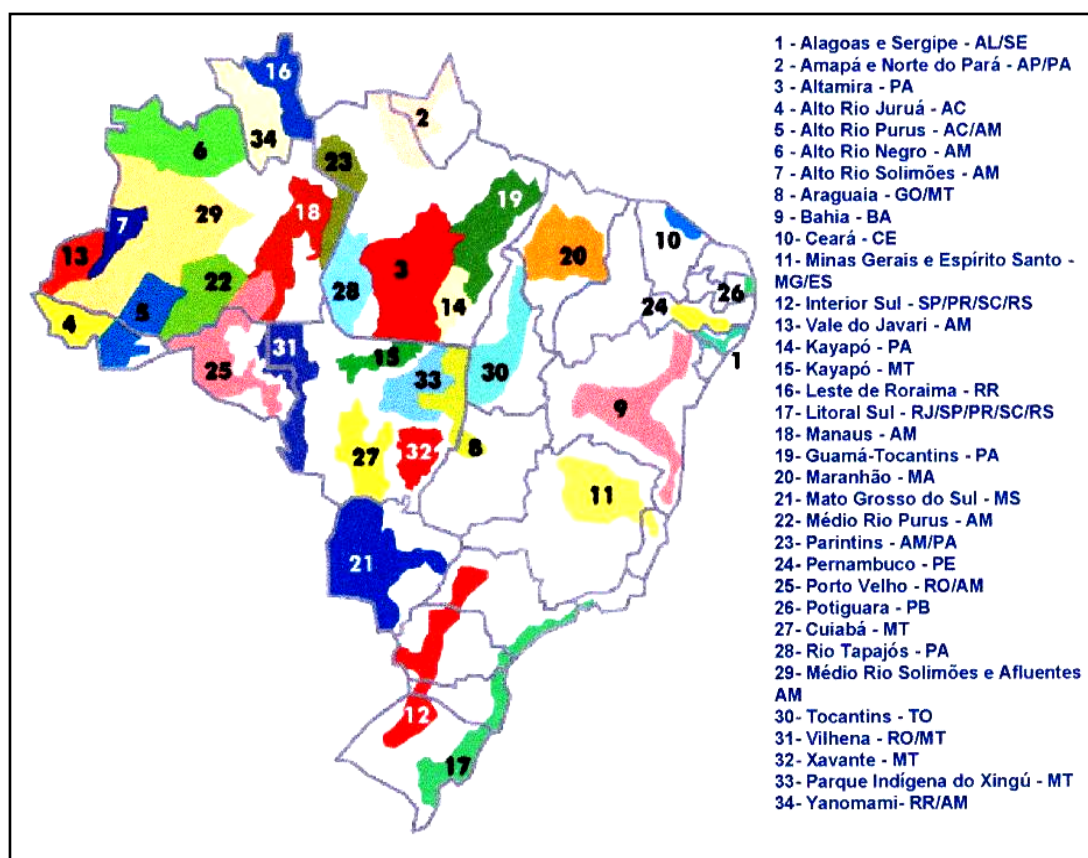 1 - Alagoas e Sergipe - AL/SE
2 - Amapá e Norte do Pará - AP/PA
3 - Altamira - PA
4 - Alto Rio Juruá - AC
5 - Alto Rio Purus - AC/AM
6 - Alto Rio Negro - AM
7 - Alto Rio Solimões - AM
8 - Araguaia - GO/MT
9 - Bahia - BA
10- Ceará - CE
11- Minas Gerais e Espírito Santo -
MG/ES
12- Interior Sul - SP/PR/SC/RS
13- Vale do Javari - AM
14- Kayapó - PA
15- Kayapó - MT
16- Leste de Roraima - RR
17- Litoral Sul - RJ/SP/PR/SC/RS
18- Manaus - AM
19- Guamá-Tocantins - PA
20- Maranhão - MA
21- Mato Grosso do Sul - MS
22- Médio Rio Purus - AM
23- Parintins - AM/PA
24- Pernambuco - PE
25- Porto Velho - RO/AM
26- Potiguara - PB
27- Cuiabá - MT
28- Rio Tapajós - PA
29- Médio Rio Solimões e Afluentes
AM
30- Tocantins - TO
31- Vilhena - RO/MT
32- Xavante - MT
33- Parque Indígena do Xingú - MT
34- Yanomami- RR/AM
16
2
34
6
23
19
29
18
7
10
13
20
3
22
28
26
14
24
5
4
31
15
1
25
33
30
9
27
32
8
11
21
12
17